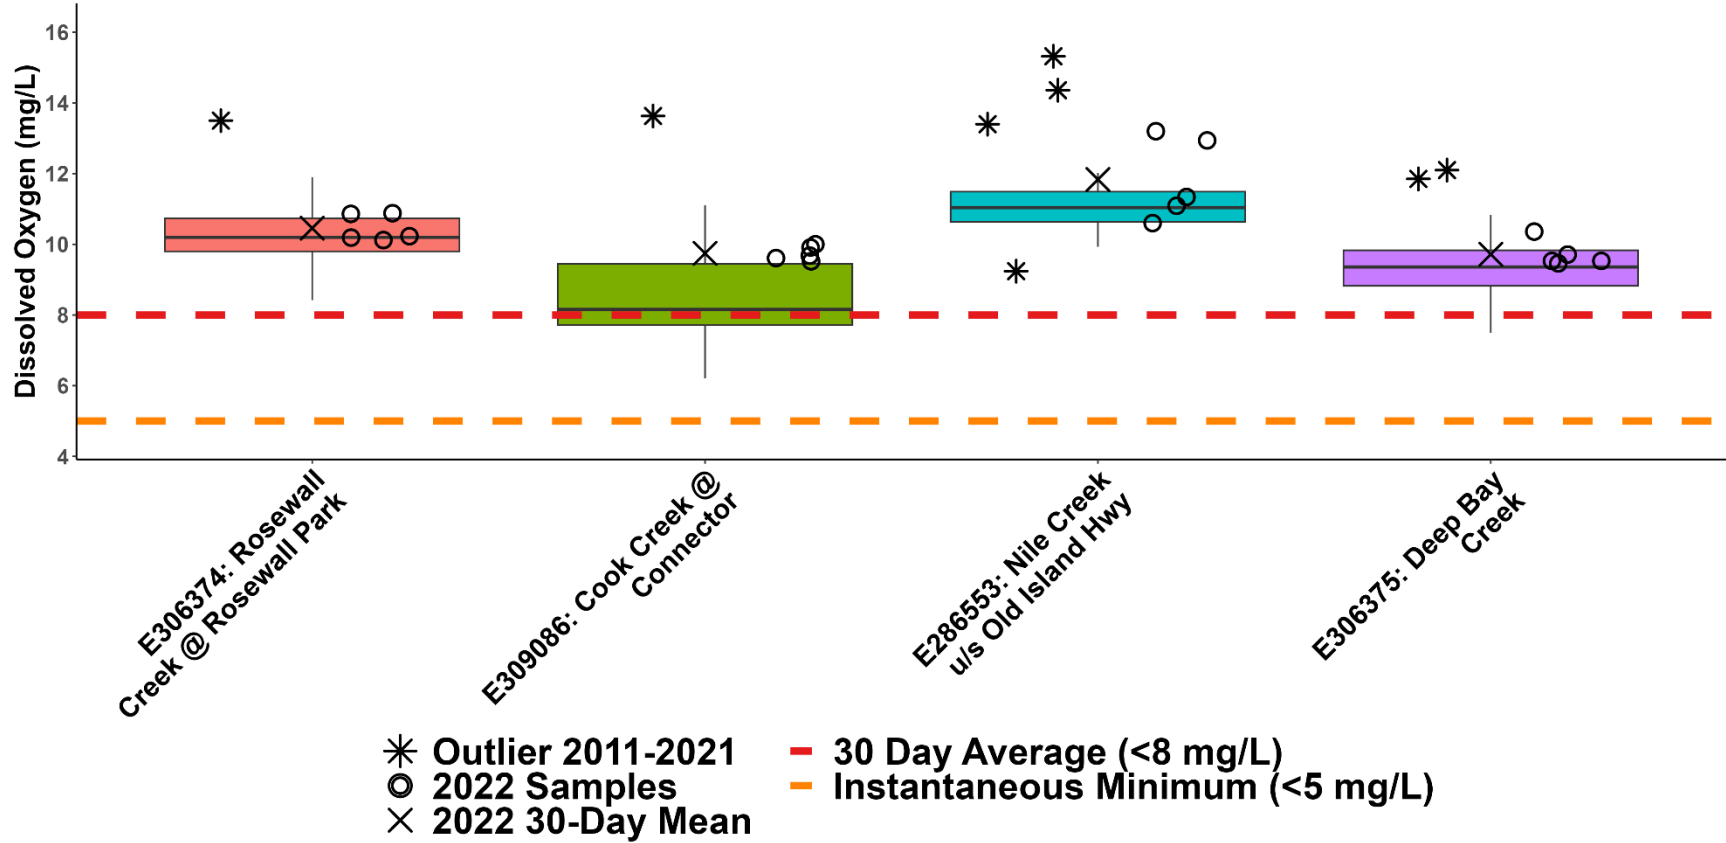 Dissolved Oxygen (mg/L)
16
14
12
10
8
6
4
E306374: Rosewall
Creek @ Rosewall Park
E309086: Cook Creek @
Connector
E286553: Nile Creek
u/s Old Island Hwy
E306375: Deep Bay
Creek
Outlier 2011-2021
2022 Samples
2022 30-Day Mean
30 Day Average (<8 mg/L)
Instantaneous Minimum (<5 mg/L)